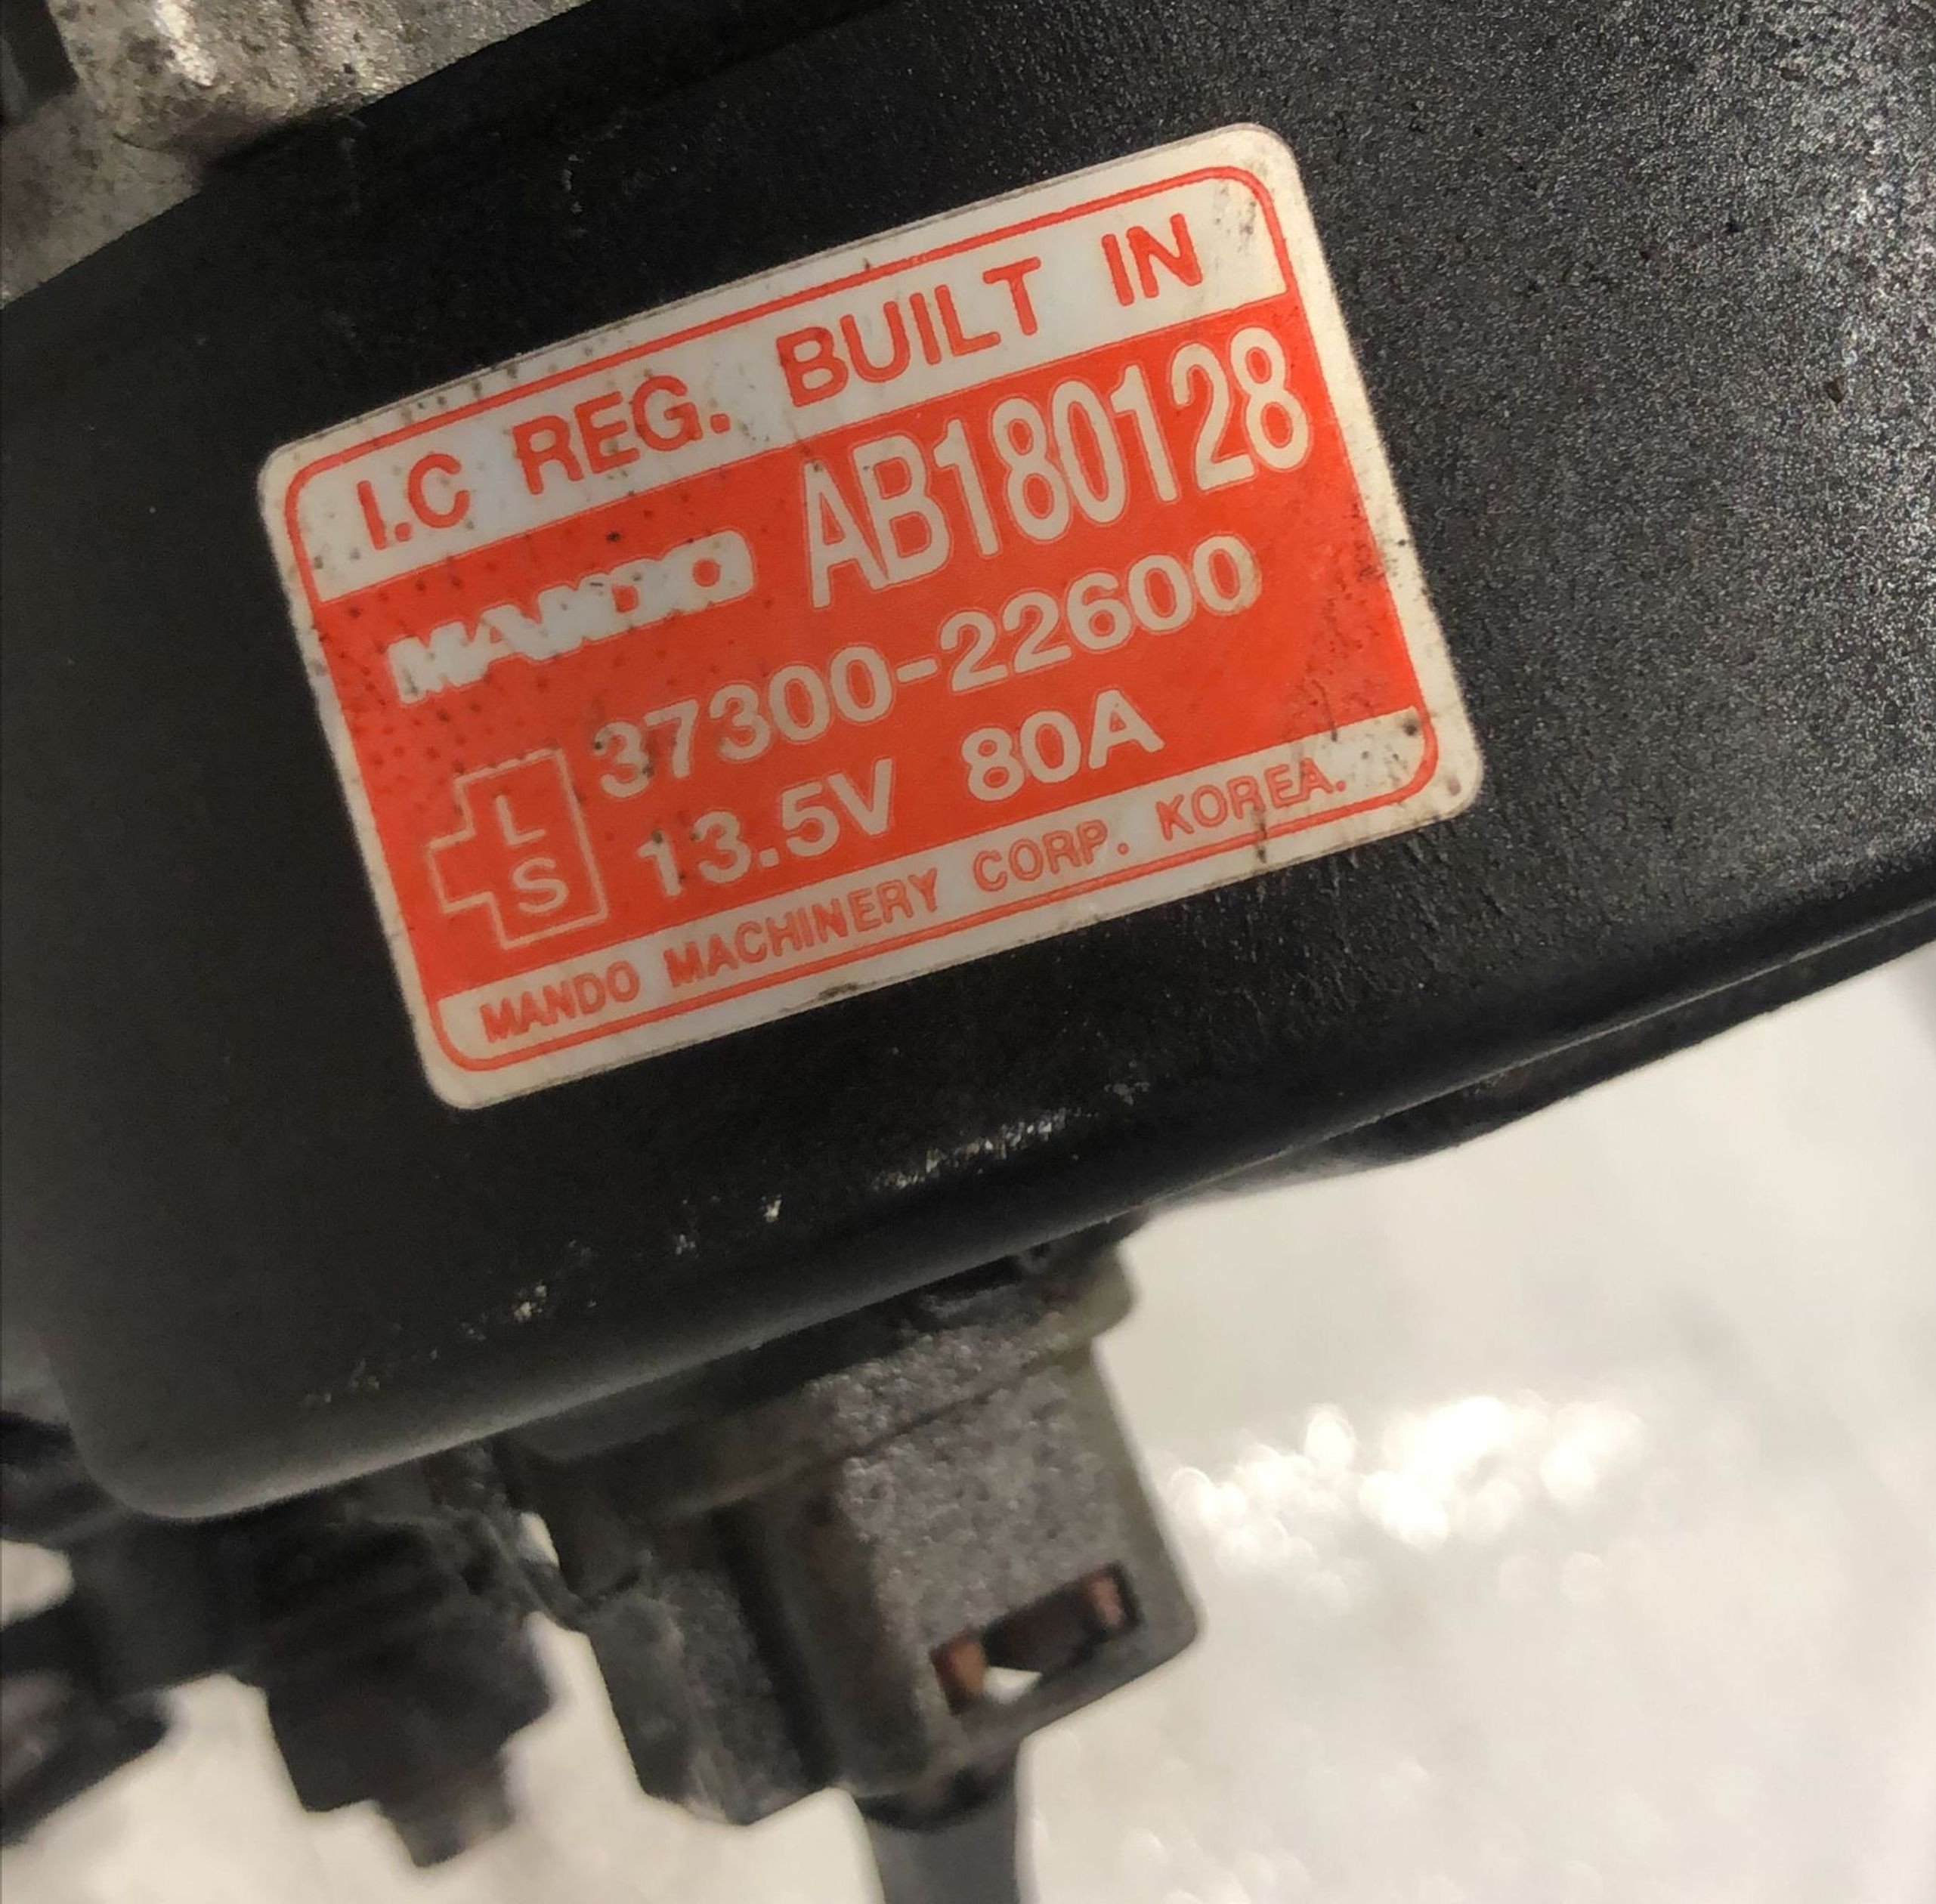 I.C REG. BUILT IN
MANDO AB180128
37300-22600
L
S
13.5V 80A
MANDO MACHINERY CORP. KOREA.